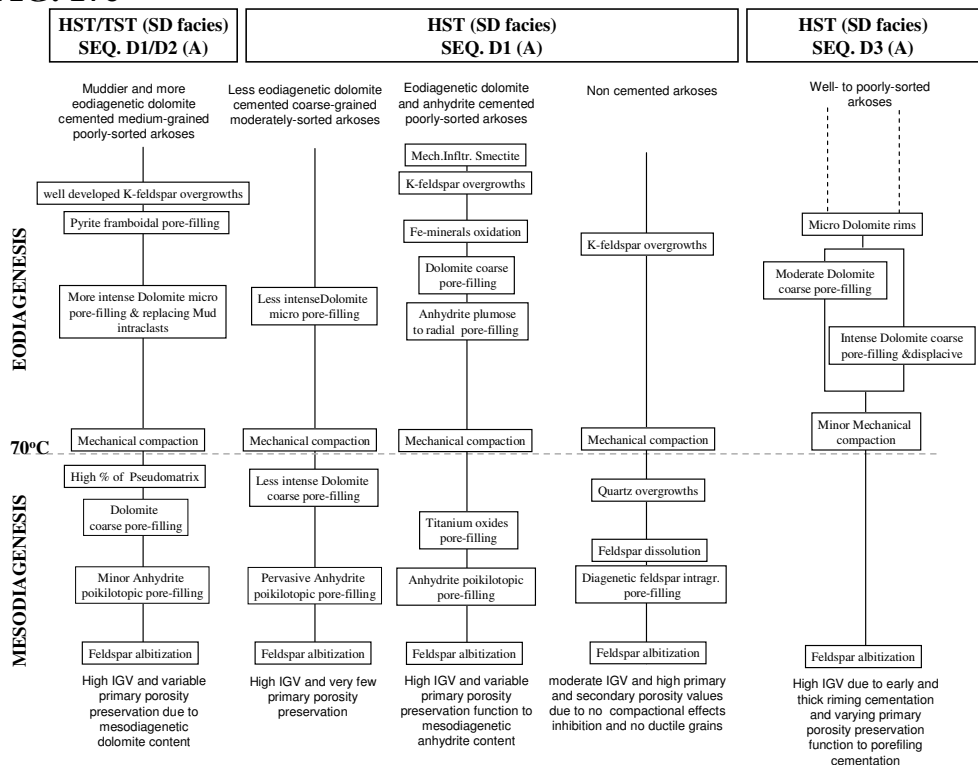 HST/TST (SD facies)
SEQ. D1/D2 (A)
HST (SD facies)
SEQ. D1 (A)
HST (SD facies)
SEQ. D3 (A)
Muddier and more
eodiagenetic dolomite
cemented medium-grained
poorly-sorted arkoses
Less eodiagenetic dolomite
cemented coarse-grained
moderately-sorted arkoses
Eodiagenetic dolomite
and anhydrite cemented
poorly-sorted arkoses
Non cemented arkoses
Well- to poorly-sorted
arkoses
EODIAGENESIS
well developed K-feldspar overgrowths
Pyrite framboidal pore-filling
More intense Dolomite micro
pore-filling & replacing Mud
intraclasts
Mechanical compaction
Less intenseDolomite
micro pore-filling
Mechanical compaction
Mech.Infltr. Smectite
K-feldspar overgrowths
Fe-minerals oxidation
Dolomite coarse
pore-filling
Anhydrite plumose
to radial pore-filling
Mechanical compaction
K-feldspar overgrowths
Mechanical compaction
Micro Dolomite rims
Moderate Dolomite
coarse pore-filling
Intense Dolomite coarse
pore-filling &displacive
Minor Mechanical
compaction
70°C
MESODIAGENESIS
High % of Pseudomatrix
Dolomite
coarse pore-filling
Minor Anhydrite
poikilotopic pore-filling
Feldspar albitization
High IGV and variable
primary porosity
preservation due to
mesodiagenetic
dolomite content
Less intense Dolomite
coarse pore-filling
Pervasive Anhydrite
poikilotopic pore-filling
Feldspar albitization
High IGV and very few
primary porosity
preservation
Titanium oxides
pore-filling
Anhydrite poikilotopic
pore-filling
Feldspar albitization
High IGV and variable
primary porosity
preservation function to
mesodiagenetic
anhydrite content
Quartz overgrowths
Feldspar dissolution
Diagenetic feldspar intragr.
pore-filling
Feldspar albitization
moderate IGV and high primary
and secondary porosity values
due to no compactional effects
inhibition and no ductile grains
Feldspar albitization
High IGV due to early and
thick riming cementation
and varying primary
porosity preservation
function to porefiling
cementation